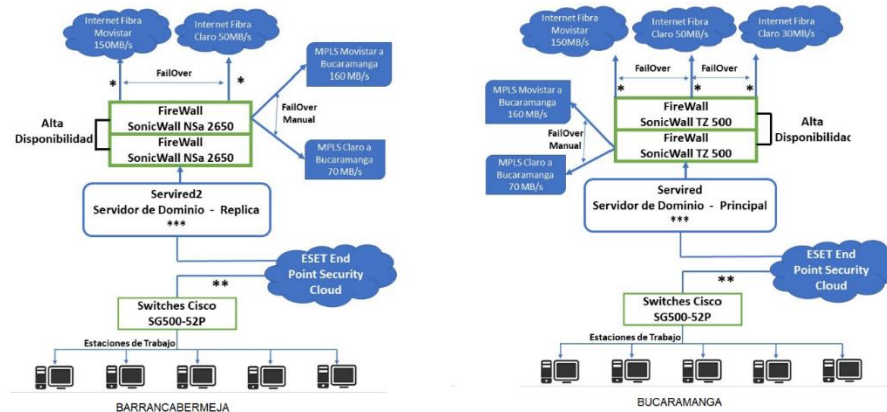 Internet Fibra
Movistar
150MB/s
Internet Fibra
Claro 50MB/s
FailOver
*
*
MPLS Movistar a
Bucaramanga
160 MB/s
FailOver
Manual
MPLS Claro a
Bucaramanga
70 MB/s
Alta
Disponibilidad
FireWall
SonicWall NSa 2650
FireWall
SonicWall NSa 2650
Servired2
Servidor de Dominio - Replica
***
ESET End
Point Security
Cloud
**
Switches Cisco
SG500-52P
Estaciones de Trabajo
BARRANCABERMEJA
Internet Fibra
Movistar
150MB/s
Internet Fibra
Claro 50MB/s
Internet Fibra
Claro 30MB/s
FailOver
FailOver
*
*
*
MPLS Movistar a
Bucaramanga
160 MB/s
FailOver
Manual
MPLS Claro a
Bucaramanga
70 MB/s
FireWall
SonicWall TZ 500
FireWall
SonicWall TZ 500
Alta
Disponibilidad
Servired
Servidor de Dominio - Principal
***
ESET End
Point Security
Cloud
**
Switches Cisco
SG500-52P
Estaciones de Trabajo
BUCARAMANGA